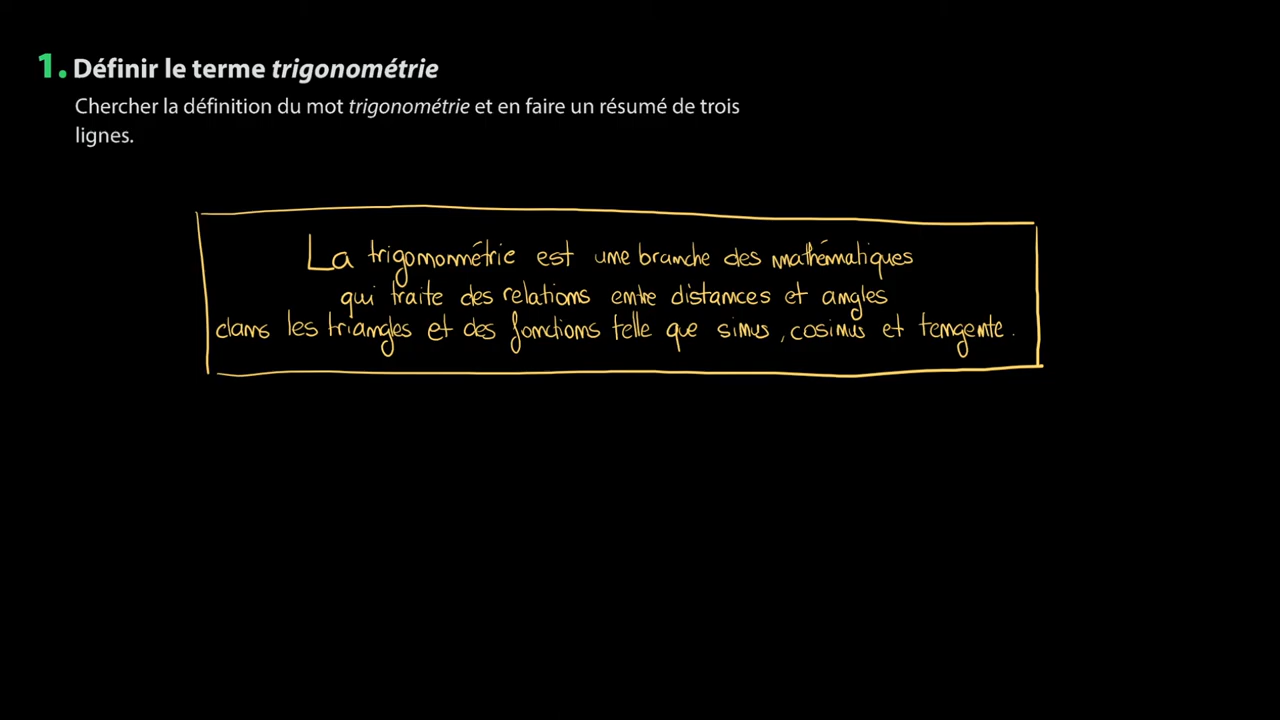 1. Définir le terme trigonométrie
Chercher la définition du mot trigonométrie et en faire un résumé de trois
lignes.
La trigonométrie est une branche des mathématiques
qui traite des relations entre distances et angles
dans les triangles et des fonctions telle que sinus, cosinus et tengente.